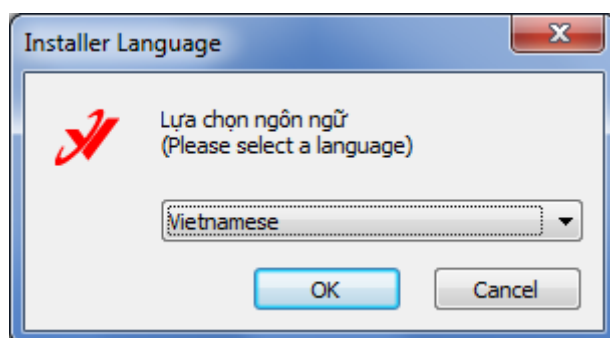 Installer Language
Lựa chọn ngôn ngữ
(Please select a language)
Vietnamese
OK
Cancel